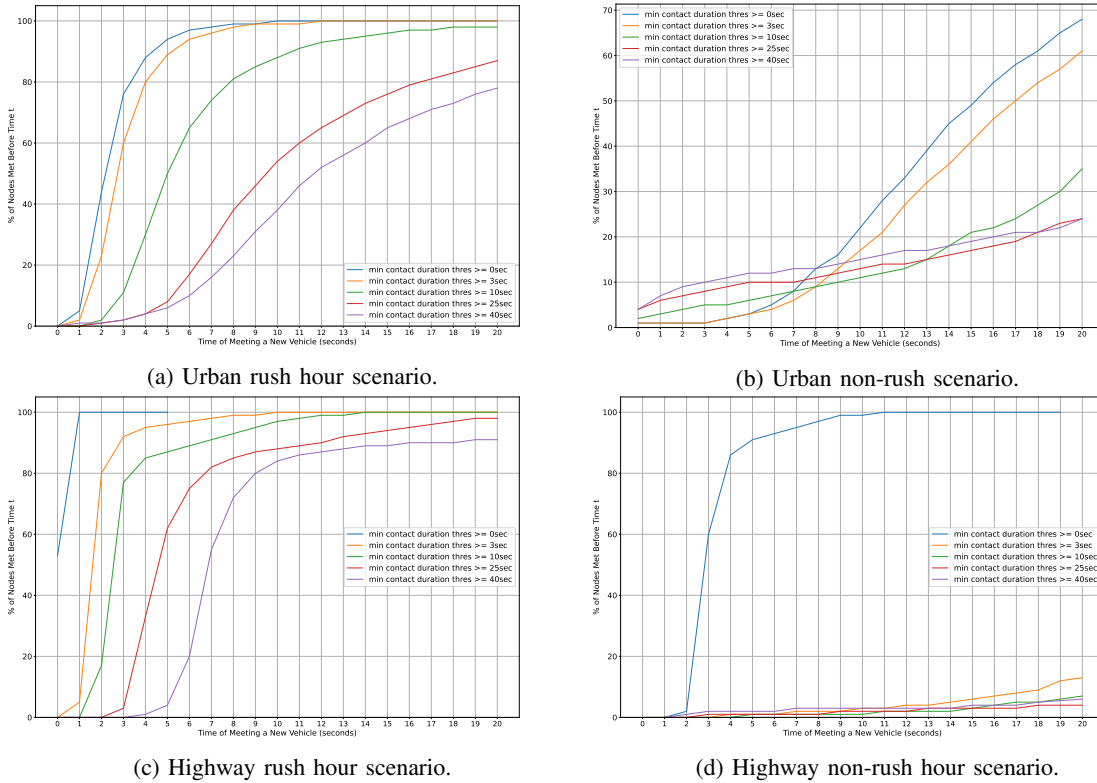 100
80
60
40
20
0
% of Nodes Met Before Time t
min contact duration thres >= 0sec
min contact duration thres >= 3sec
min contact duration thres >= 10sec
min contact duration thres >= 25sec
min contact duration thres >= 40sec
0 1 2 3 4 5 6 7 8 9 10 11 12 13 14 15 16 17 18 19 20
Time of Meeting a New Vehicle (seconds)
(a) Urban rush hour scenario.
70
60
50
40
30
20
10
0
% of Nodes Met Before Time t
min contact duration thres >= 0sec
min contact duration thres >= 3sec
min contact duration thres >= 10sec
min contact duration thres >= 25sec
min contact duration thres >= 40sec
0 1 2 3 4 5 6 7 8 9 10 11 12 13 14 15 16 17 18 19 20
Time of Meeting a New Vehicle (seconds)
(b) Urban non-rush scenario.
100
80
60
40
20
0
% of Nodes Met Before Time t
min contact duration thres >= 0sec
min contact duration thres >= 3sec
min contact duration thres >= 10sec
min contact duration thres >= 25sec
min contact duration thres >= 40sec
0 1 2 3 4 5 6 7 8 9 10 11 12 13 14 15 16 17 18 19 20
Time of Meeting a New Vehicle (seconds)
(c) Highway rush hour scenario.
100
80
60
40
20
0
% of Nodes Met Before Time t
min contact duration thres >= 0sec
min contact duration thres >= 3sec
min contact duration thres >= 10sec
min contact duration thres >= 25sec
min contact duration thres >= 40sec
0 1 2 3 4 5 6 7 8 9 10 11 12 13 14 15 16 17 18 19 20
Time of Meeting a New Vehicle (seconds)
(d) Highway non-rush hour scenario.